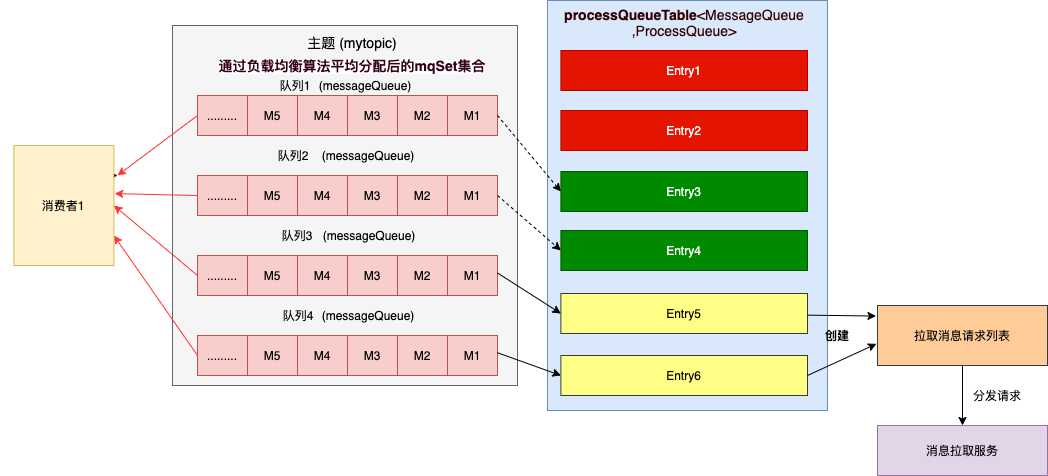 主题 (mytopic)
通过负载均衡算法平均分配后的mqSet集合
队列1 (messageQueue)
......... M5 M4 M3 M2 M1
队列2 (messageQueue)
......... M5 M4 M3 M2 M1
队列3 (messageQueue)
......... M5 M4 M3 M2 M1
队列4 (messageQueue)
......... M5 M4 M3 M2 M1
消费者1
processQueueTable<MessageQueue
,ProcessQueue>
Entry1
Entry2
Entry3
Entry4
Entry5
Entry6
创建
拉取消息请求列表
分发请求
消息拉取服务